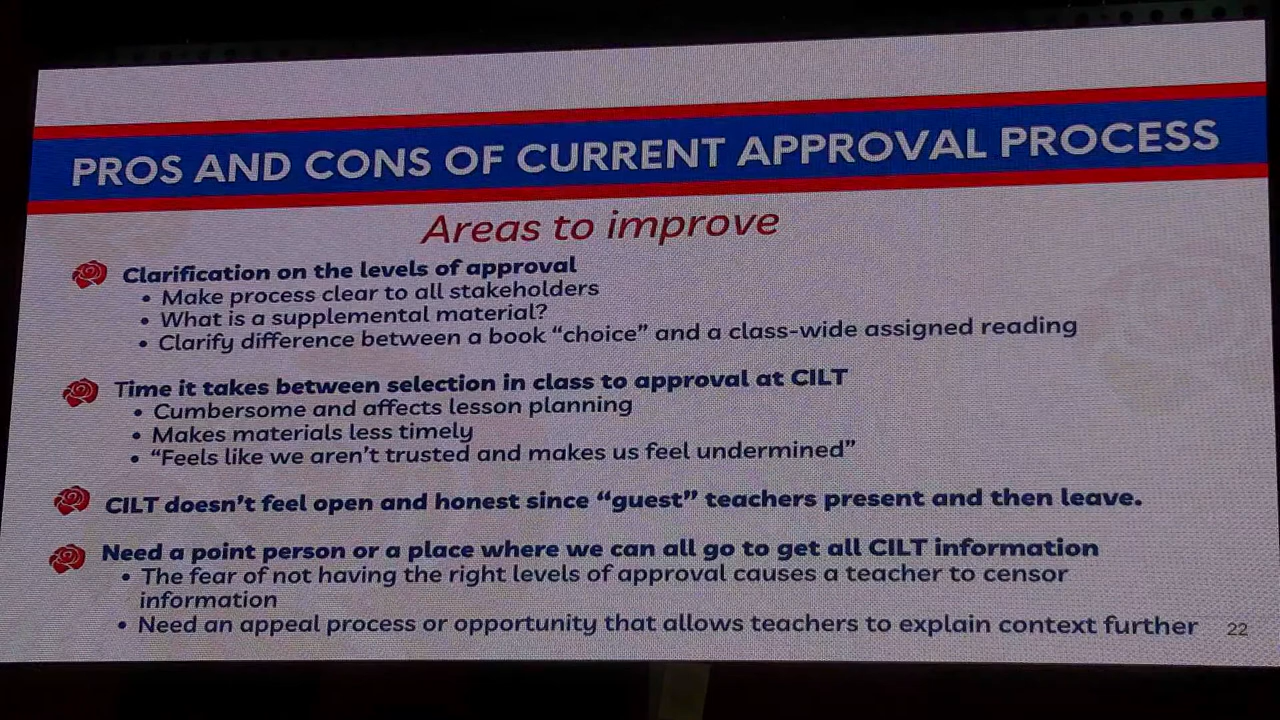 PROS AND CONS OF CURRENT APPROVAL PROCESS
Areas to improve
Clarification on the levels of approval
• Make process clear to all stakeholders
• What is a supplemental material?
• Clarify difference between a book “choice” and a class-wide assigned reading
Time it takes between selection in class to approval at CILT
• Cumbersome and affects lesson planning
• Makes materials less timely
• “Feels like we aren’t trusted and makes us feel undermined”
CILT doesn’t feel open and honest since “guest” teachers present and then leave.
Need a point person or a place where we can all go to get all CILT information
• The fear of not having the right levels of approval causes a teacher to censor
information
• Need an appeal process or opportunity that allows teachers to explain context further
22